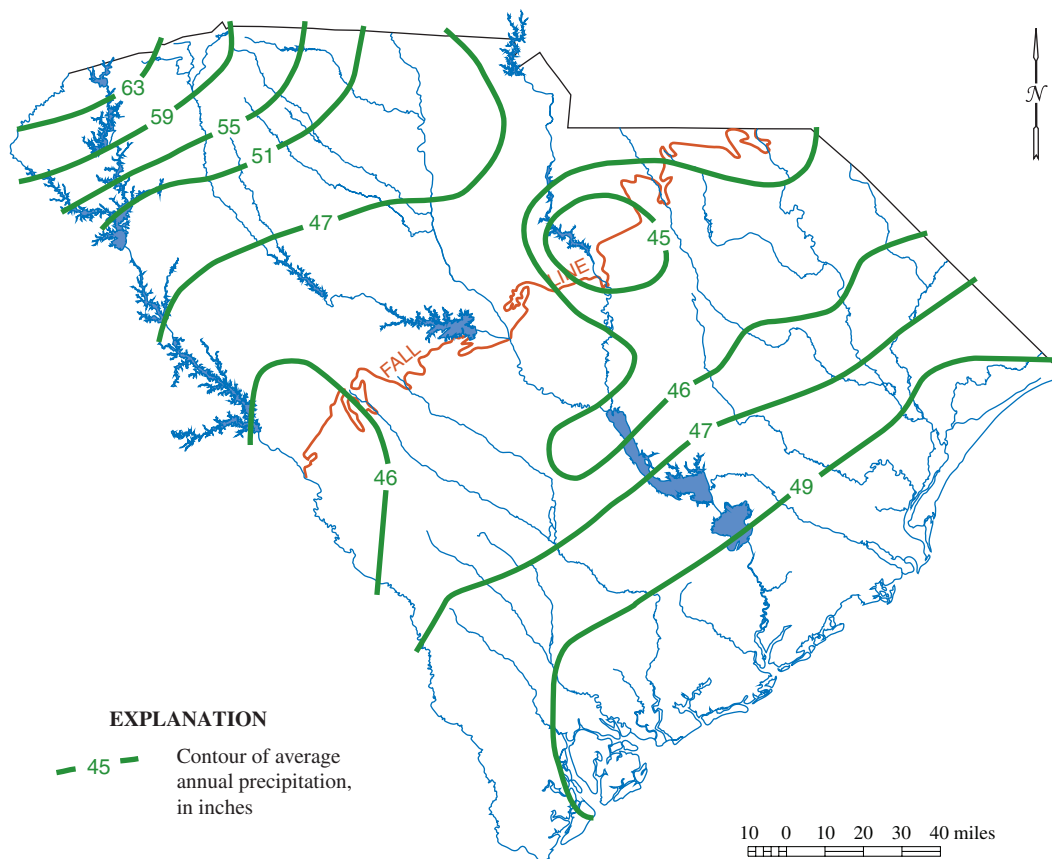 63
59
55
51
47
N
45
LINE
FALL
46
47
46
49
EXPLANATION
45
Contour of average
annual precipitation,
in inches
10 0 10 20 30 40 miles